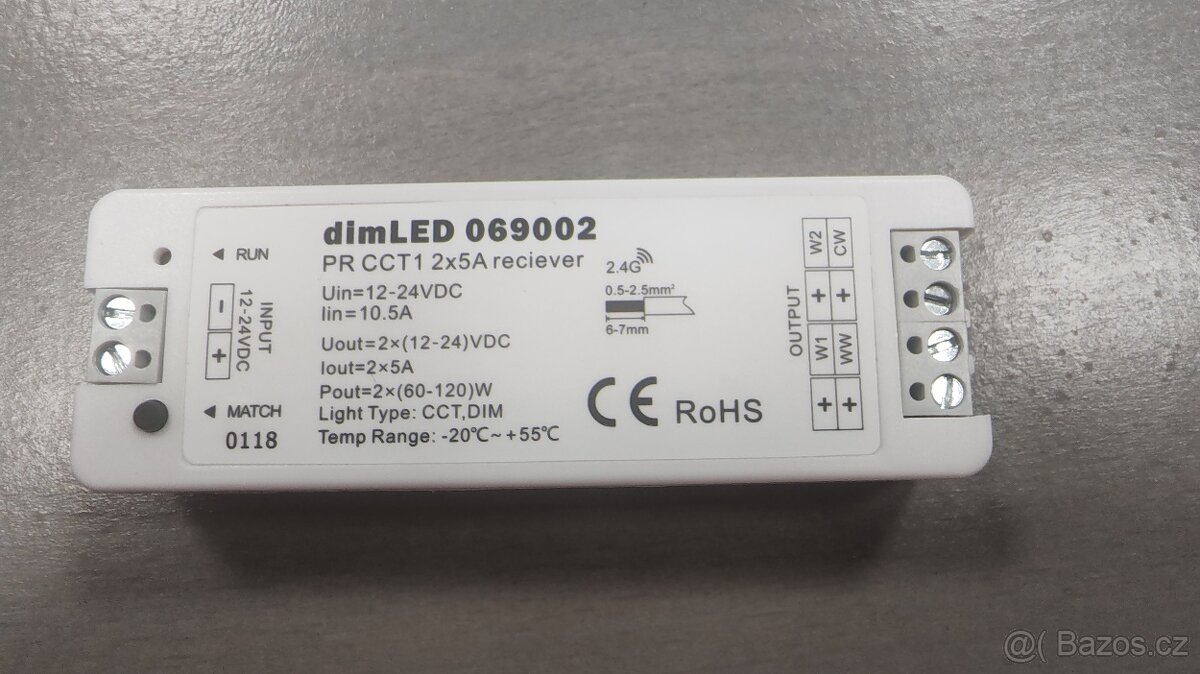 dimLED 069002
PR CCT1 2x5A reciever
Uin=12-24VDC
Iin=10.5A
Uout=2×(12-24)VDC
Iout=2×5A
Pout=2×(60-120)W
Light Type: CCT,DIM
Temp Range: -20℃~+55℃
RUN
INPUT
12-24VDC
- +
MATCH
0118
2.4G
0.5-2.5mm²
6-7mm
CE RoHS
OUTPUT
W2 CW
+ +
W1 WW
+ +
@( Bazos.cz